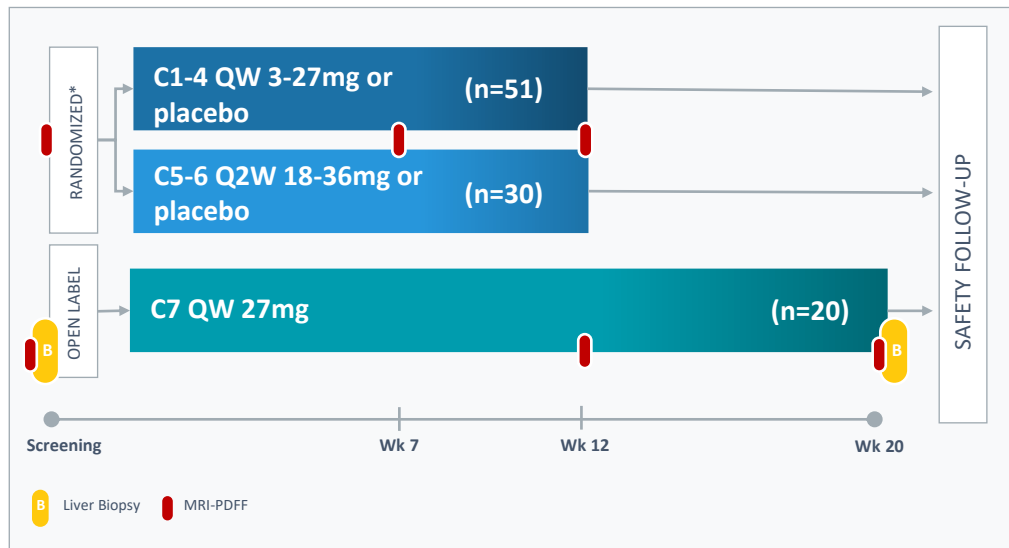 RANDOMIZED*
C1-4 QW 3-27mg or
placebo
(n=51)
C5-6 Q2W 18-36mg or
placebo
(n=30)
OPEN LABEL
B
C7 QW 27mg
(n=20)
B
SAFETY FOLLOW-UP
Screening
Wk 7
Wk 12
Wk 20
B
Liver Biopsy
MRI-PDFF